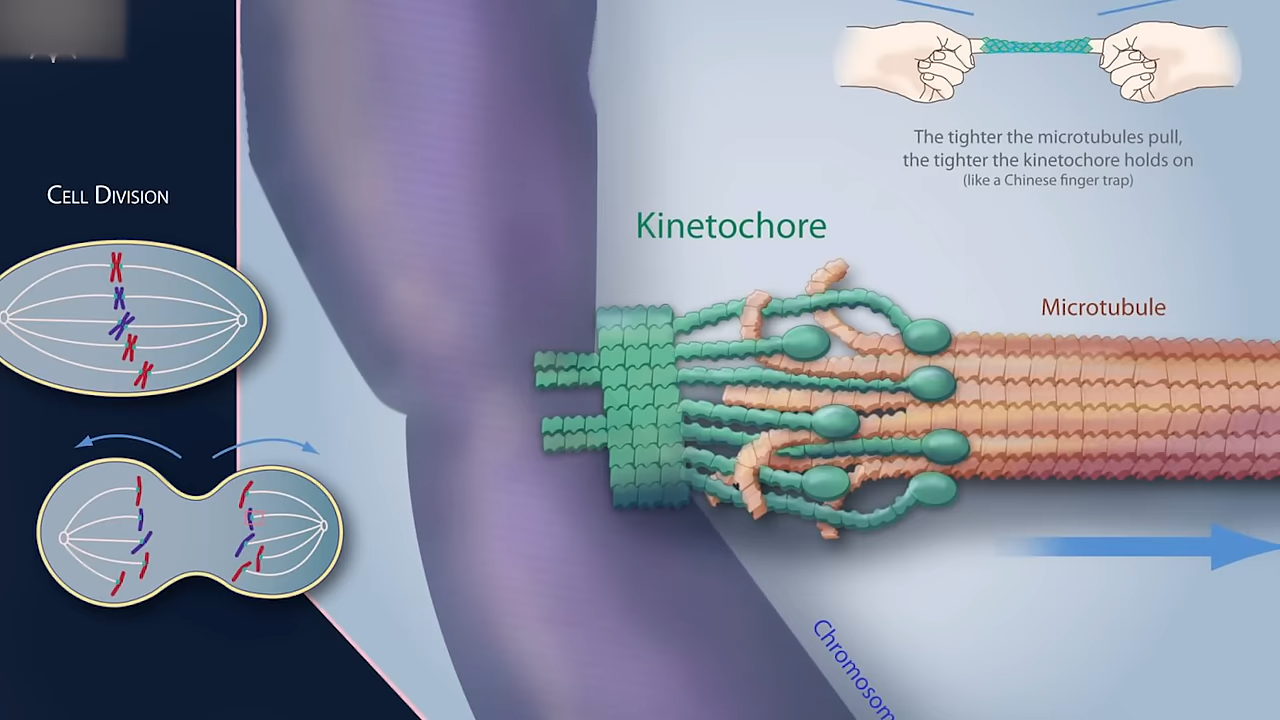 The tighter the microtubules pull,
the tighter the kinetochore holds on
(like a Chinese finger trap)
CELL DIVISION
Kinetochore
Microtubule
Chromosom